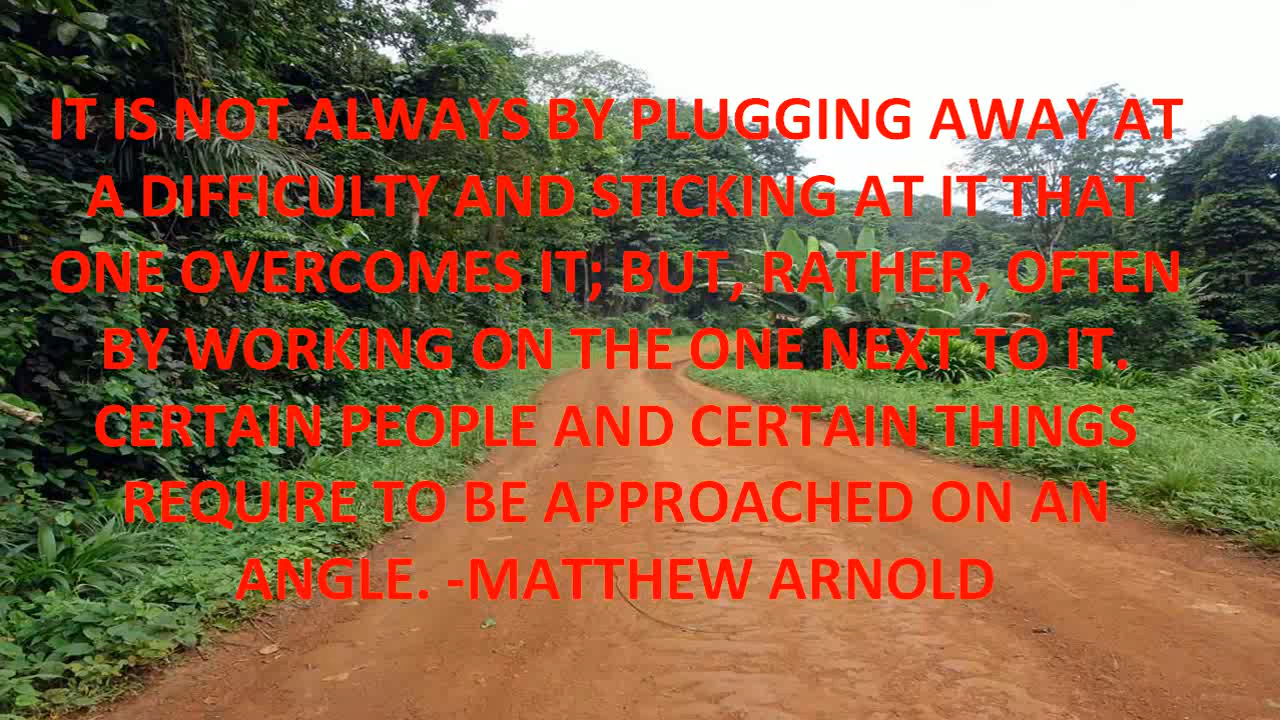 IT IS NOT ALWAYS BY PLUGGING AWAY AT
A DIFFICULTY AND STICKING AT IT THAT
ONE OVERCOMES IT; BUT, RATHER, OFTEN
BY WORKING ON THE ONE NEXT TO IT.
CERTAIN PEOPLE AND CERTAIN THINGS
REQUIRE TO BE APPROACHED ON AN
ANGLE. -MATTHEW ARNOLD